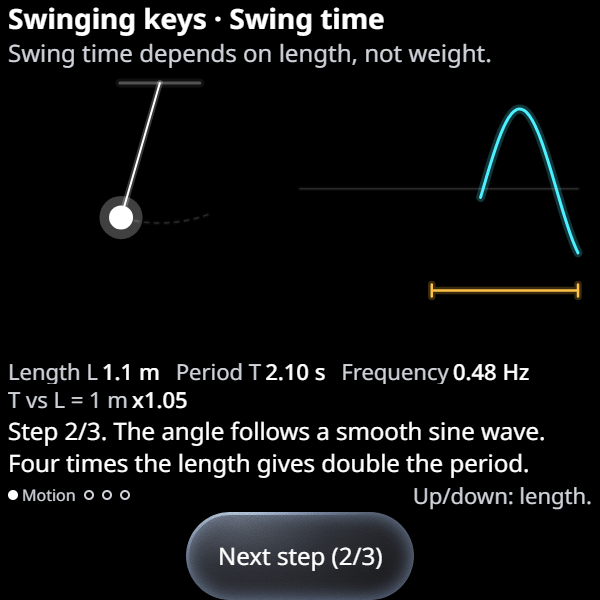 Swinging keys · Swing time
Swing time depends on length, not weight.
Length L 1.1 m Period T 2.10 s Frequency 0.48 Hz
T vs L = 1 m x1.05
Step 2/3. The angle follows a smooth sine wave.
Four times the length gives double the period.
Motion Up/down: length.
Next step (2/3)